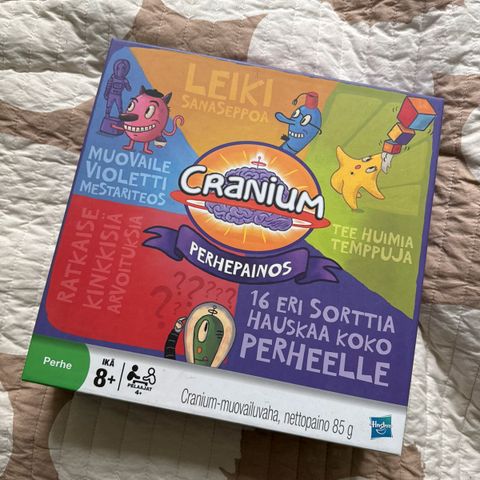 LEIKI
SANASEPPOA
MUOVAILE
VIOLETTI
MESTARITEOS
CRANIUM
PERHEPAINOS
TEE HUIMIA
TEMPPUJA
RATKAISE
KINKKISIÄ
ARVOITUKSIA
16 ERI SORTTIA
HAUSKAA KOKO
PERHEELLE
Perhe
IKÄ
8+
PELAAJAT
4+
Cranium-muovailuvaha, nettopaino 85 g
Hasbro